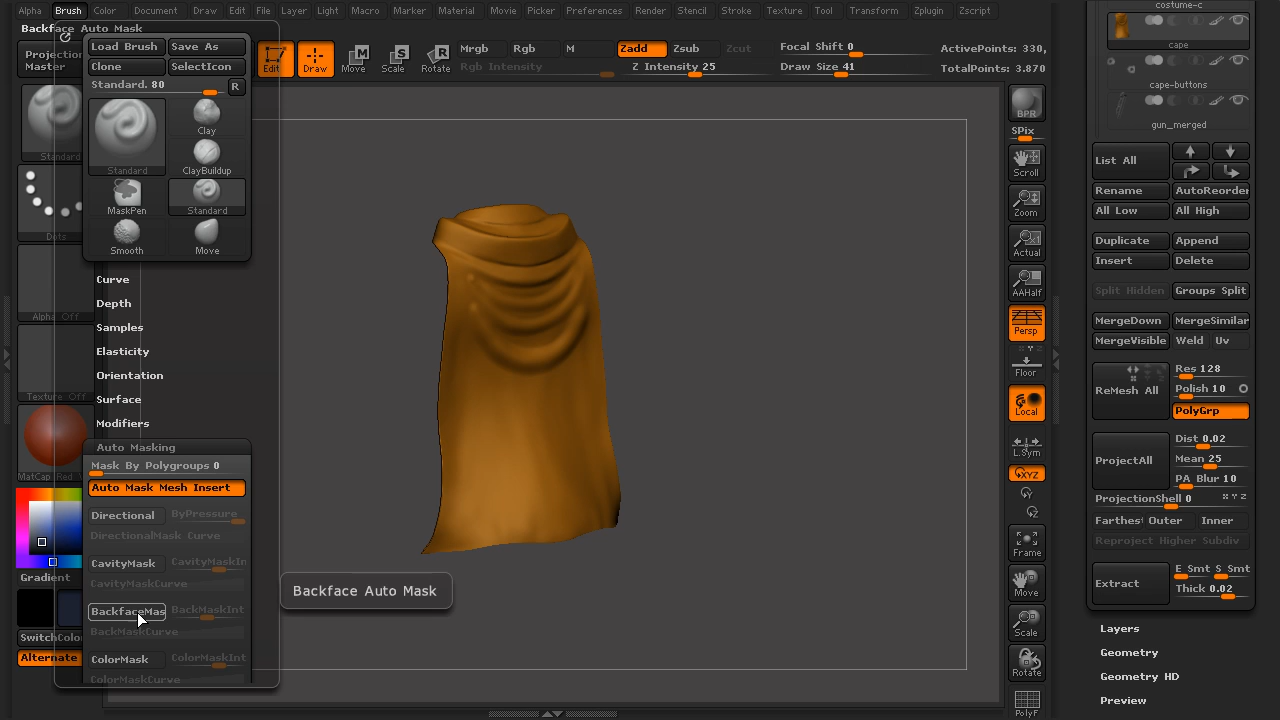 Alpha Brush Color Document Draw Edit File Layer Light Macro Marker Material Movie Picker Preferences Render Stencil Stroke Texture Tool Transform Zplugin Zscript
Backface Auto Mask
Projection
Master
Load Brush Save As
Clone SelectIcon
Standard. 80 R
Standard
Clay
ClayBuildup
MaskPen
Standard
Smooth
Move
Standard
Dots
Alpha Off
Texture Off
MatCap Red
Gradient
SwitchColo
Alternate
Curve
Depth
Samples
Elasticity
Orientation
Surface
Modifiers
Auto Masking
Mask By Polygroups 0
Auto Mask Mesh Insert
Directional ByPressure
DirectionalMask Curve
CavityMask CavityMaskIn
CavityMaskCurve
BackfaceMas BackMaskInt
BackMaskCurve
ColorMask ColorMaskInt
ColorMaskCurve
Backface Auto Mask
Edit
Draw
Move
Scale
Rotate
Mrgb Rgb M
Rgb Intensity
Zadd Zsub Zcut
Z Intensity 25
Focal Shift 0
Draw Size 41
ActivePoints: 330,
TotalPoints: 3.870
BPR
SPix
Scroll
Zoom
Actual
AAHalf
Persp
Floor
Local
L.Sym
XYZ
Y
Z
Frame
Move
Scale
Rotate
PolyF
costume-c
cape
cape-buttons
gun_merged
List All
Rename AutoReorder
All Low All High
Duplicate Append
Insert Delete
Split Hidden Groups Split
MergeDown MergeSimilar
MergeVisible Weld Uv
ReMesh All
Res 128
Polish 10
PolyGrp
ProjectAll
Dist 0.02
Mean 25
PA Blur 10
ProjectionShell 0 X Y Z
Farthest Outer Inner
Reproject Higher Subdiv
Extract
E Smt S Smt
Thick 0.02
Layers
Geometry
Geometry HD
Preview